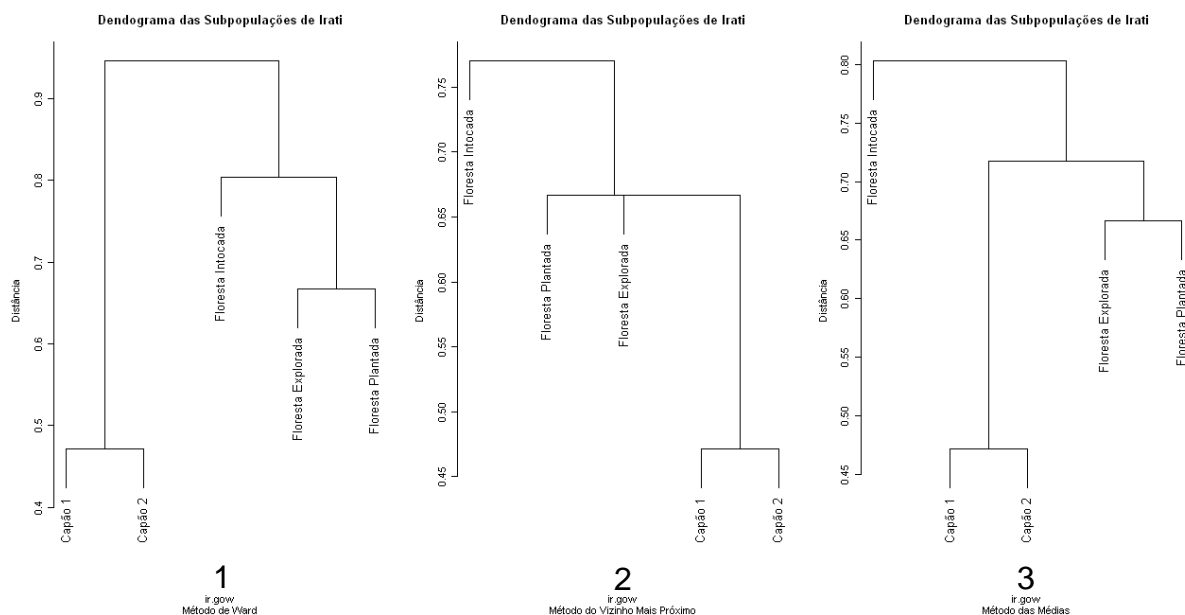 Dendograma das Subpopulações de Irati
Distância
0.9
0.8
0.7
0.6
0.5
0.4
Floresta Intocada
Floresta Explorada
Floresta Plantada
Capão 1
Capão 2
1
ir.gow
Método de Ward
Dendograma das Subpopulações de Irati
Distância
0.75
0.70
0.65
0.60
0.55
0.50
0.45
Floresta Intocada
Floresta Plantada
Floresta Explorada
Capão 1
Capão 2
2
ir.gow
Método do Vizinho Mais Próximo
Dendograma das Subpopulações de Irati
Distância
0.80
0.75
0.70
0.65
0.60
0.55
0.50
0.45
Floresta Intocada
Floresta Explorada
Floresta Plantada
Capão 1
Capão 2
3
ir.gow
Método das Médias